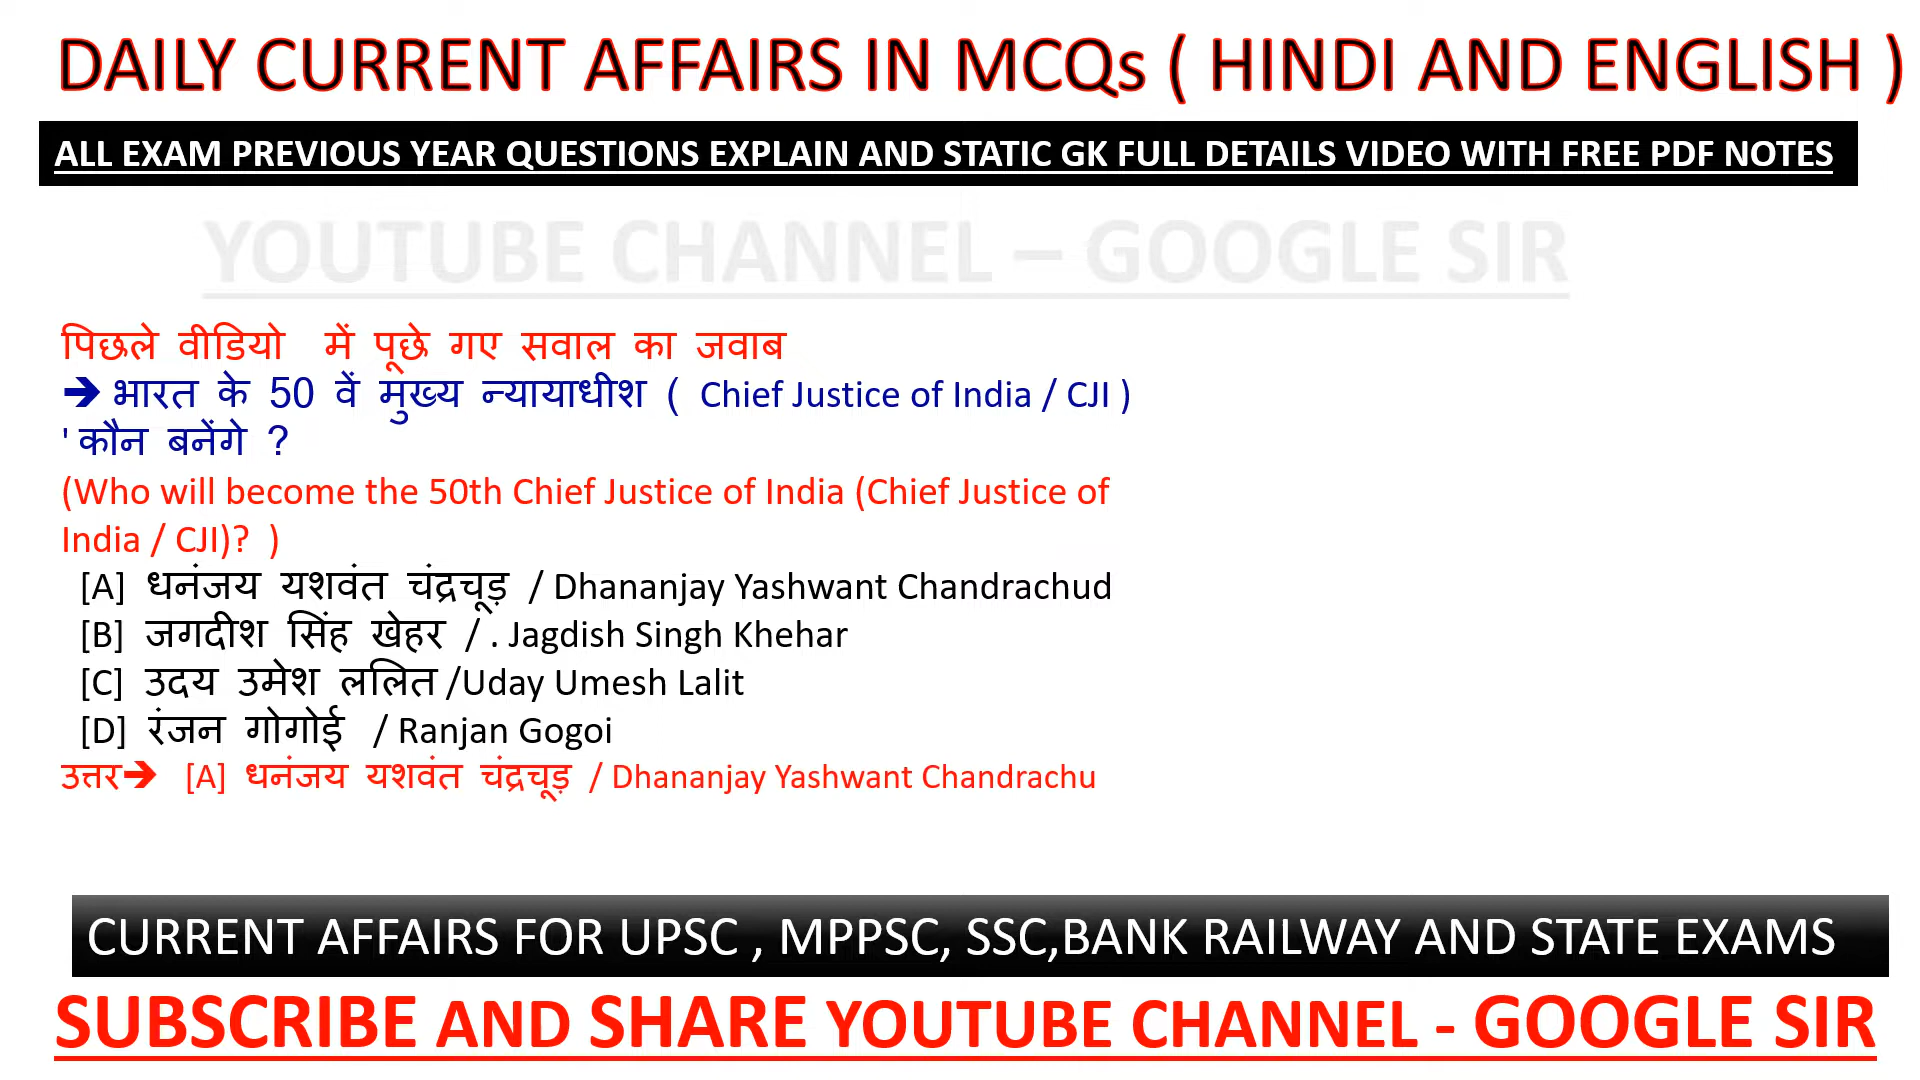 DAILY CURRENT AFFAIRS IN MCQs ( HINDI AND ENGLISH )
ALL EXAM PREVIOUS YEAR QUESTIONS EXPLAIN AND STATIC GK FULL DETAILS VIDEO WITH FREE PDF NOTES
YOUTUBE CHANNEL – GOOGLE SIR
पिछले वीडियो में पूछे गए सवाल का जवाब
➔ भारत के 50 वें मुख्य न्यायाधीश ( Chief Justice of India / CJI )
' कौन बनेंगे ?
(Who will become the 50th Chief Justice of India (Chief Justice of
India / CJI)? )
[A] धनंजय यशवंत चंद्रचूड़ / Dhananjay Yashwant Chandrachud
[B] जगदीश सिंह खेहर / . Jagdish Singh Khehar
[C] उदय उमेश ललित /Uday Umesh Lalit
[D] रंजन गोगोई / Ranjan Gogoi
उत्तर➔ [A] धनंजय यशवंत चंद्रचूड़ / Dhananjay Yashwant Chandrachu
CURRENT AFFAIRS FOR UPSC , MPPSC, SSC,BANK RAILWAY AND STATE EXAMS
SUBSCRIBE AND SHARE YOUTUBE CHANNEL - GOOGLE SIR